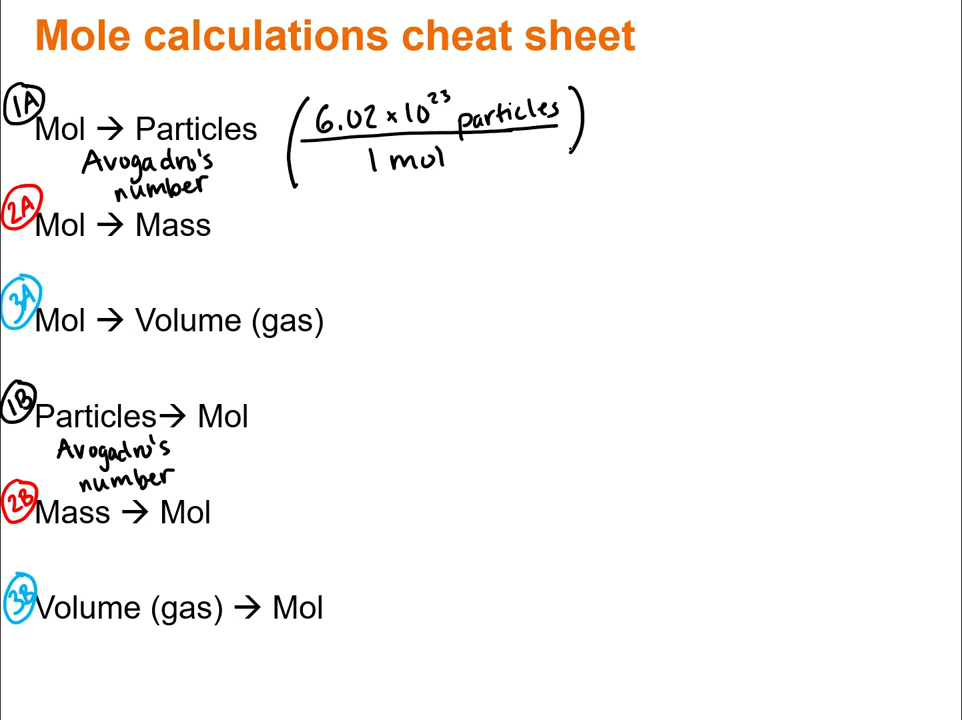 Mole calculations cheat sheet
1A
Mol → Particles
Avogadro's
number
(6.02 × 10²³ particles
1 mol)
2A
Mol → Mass
3A
Mol → Volume (gas)
1B
Particles → Mol
Avogadro's
number
2B
Mass → Mol
3B
Volume (gas) → Mol